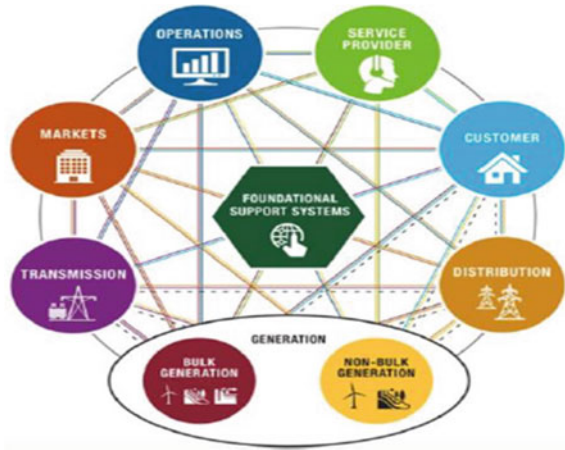 OPERATIONS
SERVICE
PROVIDER
MARKETS
CUSTOMER
FOUNDATIONAL
SUPPORT SYSTEMS
TRANSMISSION
DISTRIBUTION
GENERATION
BULK
GENERATION
NON-BULK
GENERATION